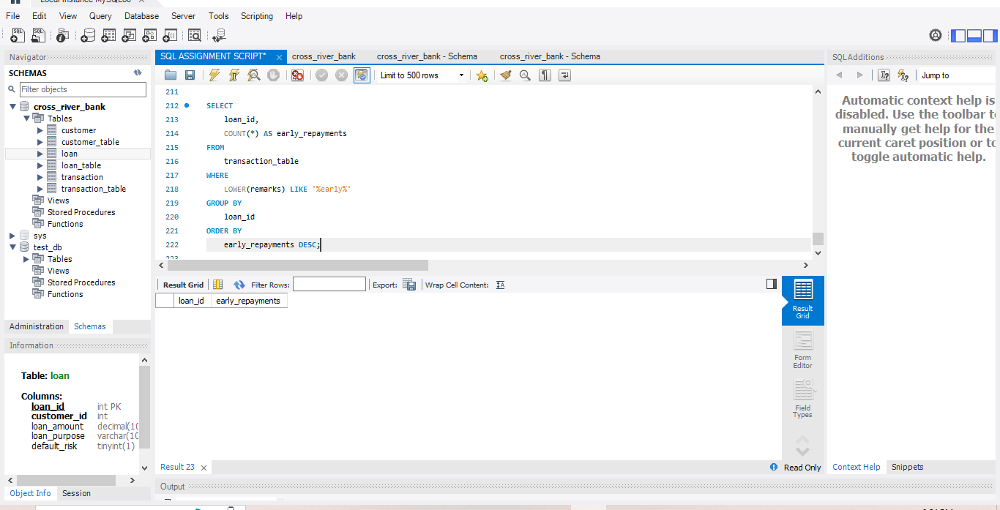 Local instance MySQL80
File Edit View Query Database Server Tools Scripting Help
Navigator
SCHEMAS
Filter objects
cross_river_bank
Tables
customer
customer_table
loan
loan_table
transaction
transaction_table
Views
Stored Procedures
Functions
sys
test_db
Tables
Views
Stored Procedures
Functions
Administration Schemas
Information
Table: loan
Columns:
loan_id int PK
customer_id int
loan_amount decimal(10
loan_purpose varchar(10
default_risk tinyint(1)
Object Info Session
SQL ASSIGNMENT SCRIPT* cross_river_bank cross_river_bank - Schema cross_river_bank - Schema
Limit to 500 rows
211
212 SELECT
213 loan_id,
214 COUNT(*) AS early_repayments
215 FROM
216 transaction_table
217 WHERE
218 LOWER(remarks) LIKE '%early%'
219 GROUP BY
220 loan_id
221 ORDER BY
222 early_repayments DESC;
223
Result Grid Filter Rows: Export: Wrap Cell Content:
loan_id early_repayments
Result Grid
Form Editor
Field Types
Result 23 Read Only
Output
SQLAdditions
Jump to
Automatic context help is
disabled. Use the toolbar to
manually get help for the
current caret position or to
toggle automatic help.
Context Help Snippets